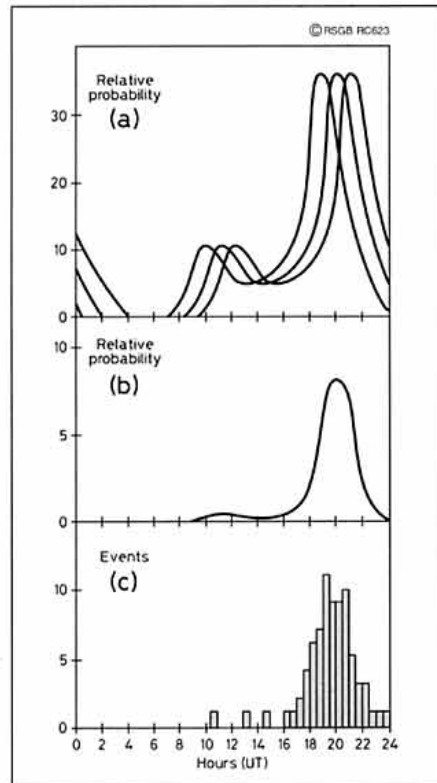 © RSGB RC623
Relative
probability
(a)
30
20
10
0
Relative
probability
(b)
10
5
0
Events
(c)
10
5
0
0 2 4 6 8 10 12 14 16 18 20 22 24
Hours (UT)